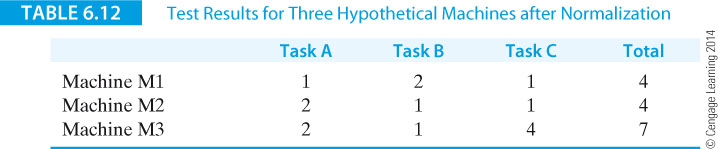 TABLE 6.12 Test Results for Three Hypothetical Machines after Normalization
Task A Task B Task C Total
Machine M1 1 2 1 4
Machine M2 2 1 1 4
Machine M3 2 1 4 7
© Cengage Learning 2014